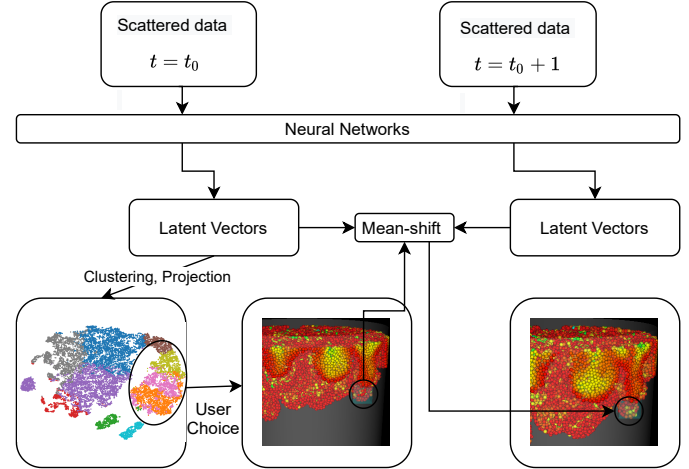 Scattered data
t = t₀
Scattered data
t = t₀ + 1
Neural Networks
Latent Vectors
Mean-shift
Latent Vectors
Clustering, Projection
User
Choice